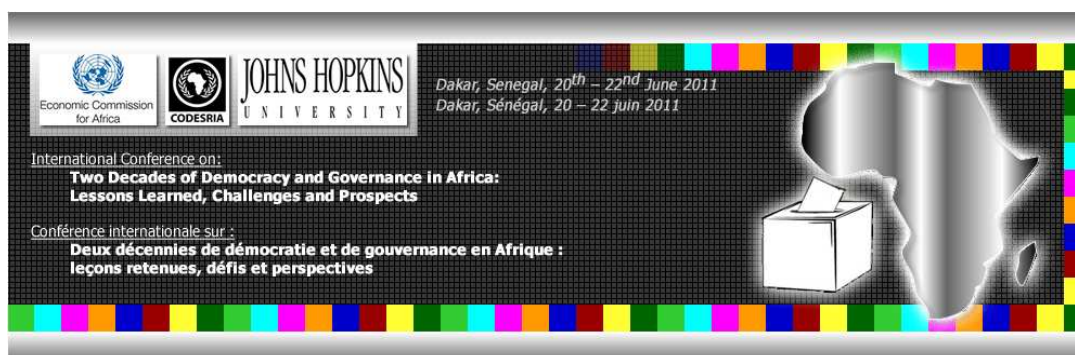 Economic Commission
for Africa
CODESRIA
JOHNS HOPKINS
UNIVERSITY
Dakar, Senegal, 20th – 22nd June 2011
Dakar, Sénégal, 20 – 22 juin 2011
International Conference on:
Two Decades of Democracy and Governance in Africa:
Lessons Learned, Challenges and Prospects
Conférence internationale sur :
Deux décennies de démocratie et de gouvernance en Afrique :
leçons retenues, défis et perspectives